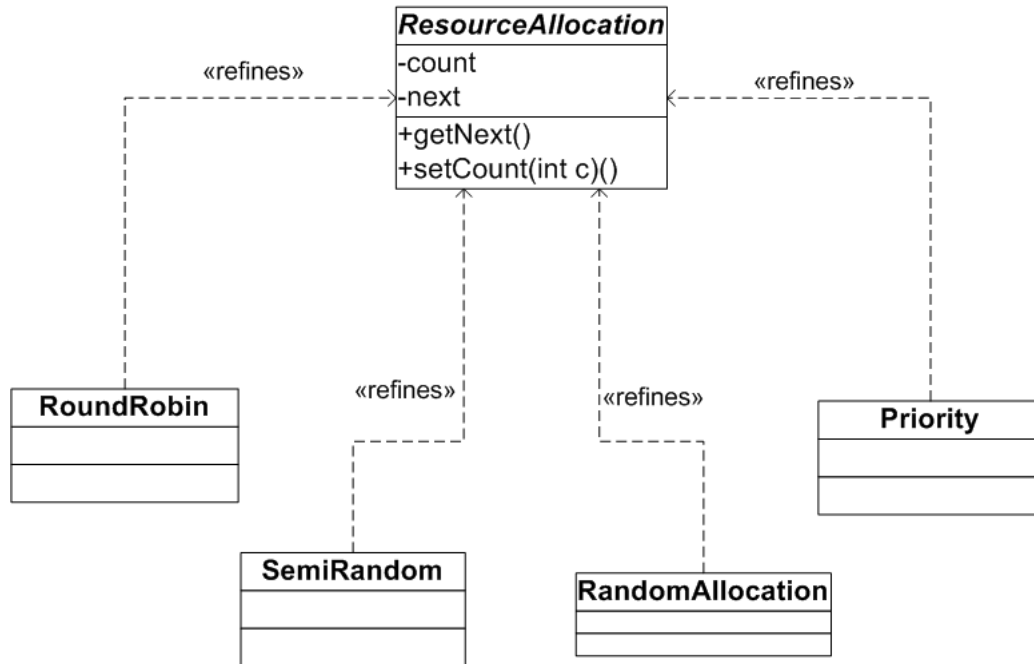 ResourceAllocation
-count
-next
+getNext()
+setCount(int c)()
«refines»
«refines»
«refines»
«refines»
RoundRobin
Priority
SemiRandom
RandomAllocation